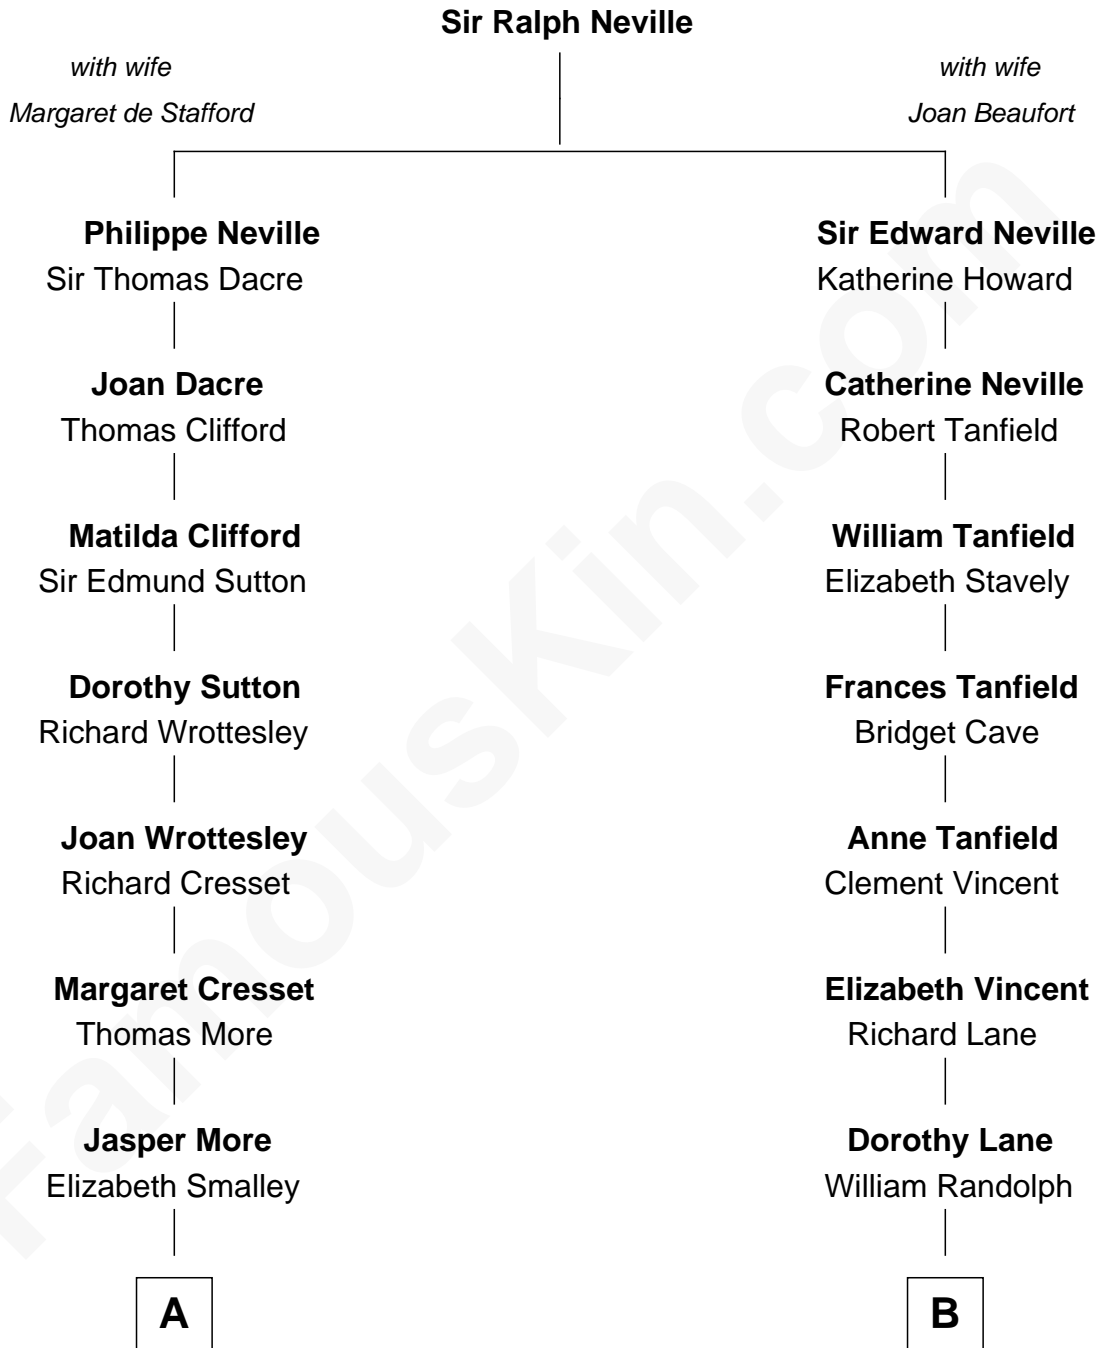 Sir Ralph Neville
with wife
Margaret de Stafford
with wife
Joan Beaufort
Philippe Neville
Sir Thomas Dacre
Sir Edward Neville
Katherine Howard
Joan Dacre
Thomas Clifford
Catherine Neville
Robert Tanfield
Matilda Clifford
Sir Edmund Sutton
William Tanfield
Elizabeth Stavely
Dorothy Sutton
Richard Wrottesley
Frances Tanfield
Bridget Cave
Joan Wrottesley
Richard Cresset
Anne Tanfield
Clement Vincent
Margaret Cresset
Thomas More
Elizabeth Vincent
Richard Lane
Jasper More
Elizabeth Smalley
Dorothy Lane
William Randolph
A
B
FamousKin.com